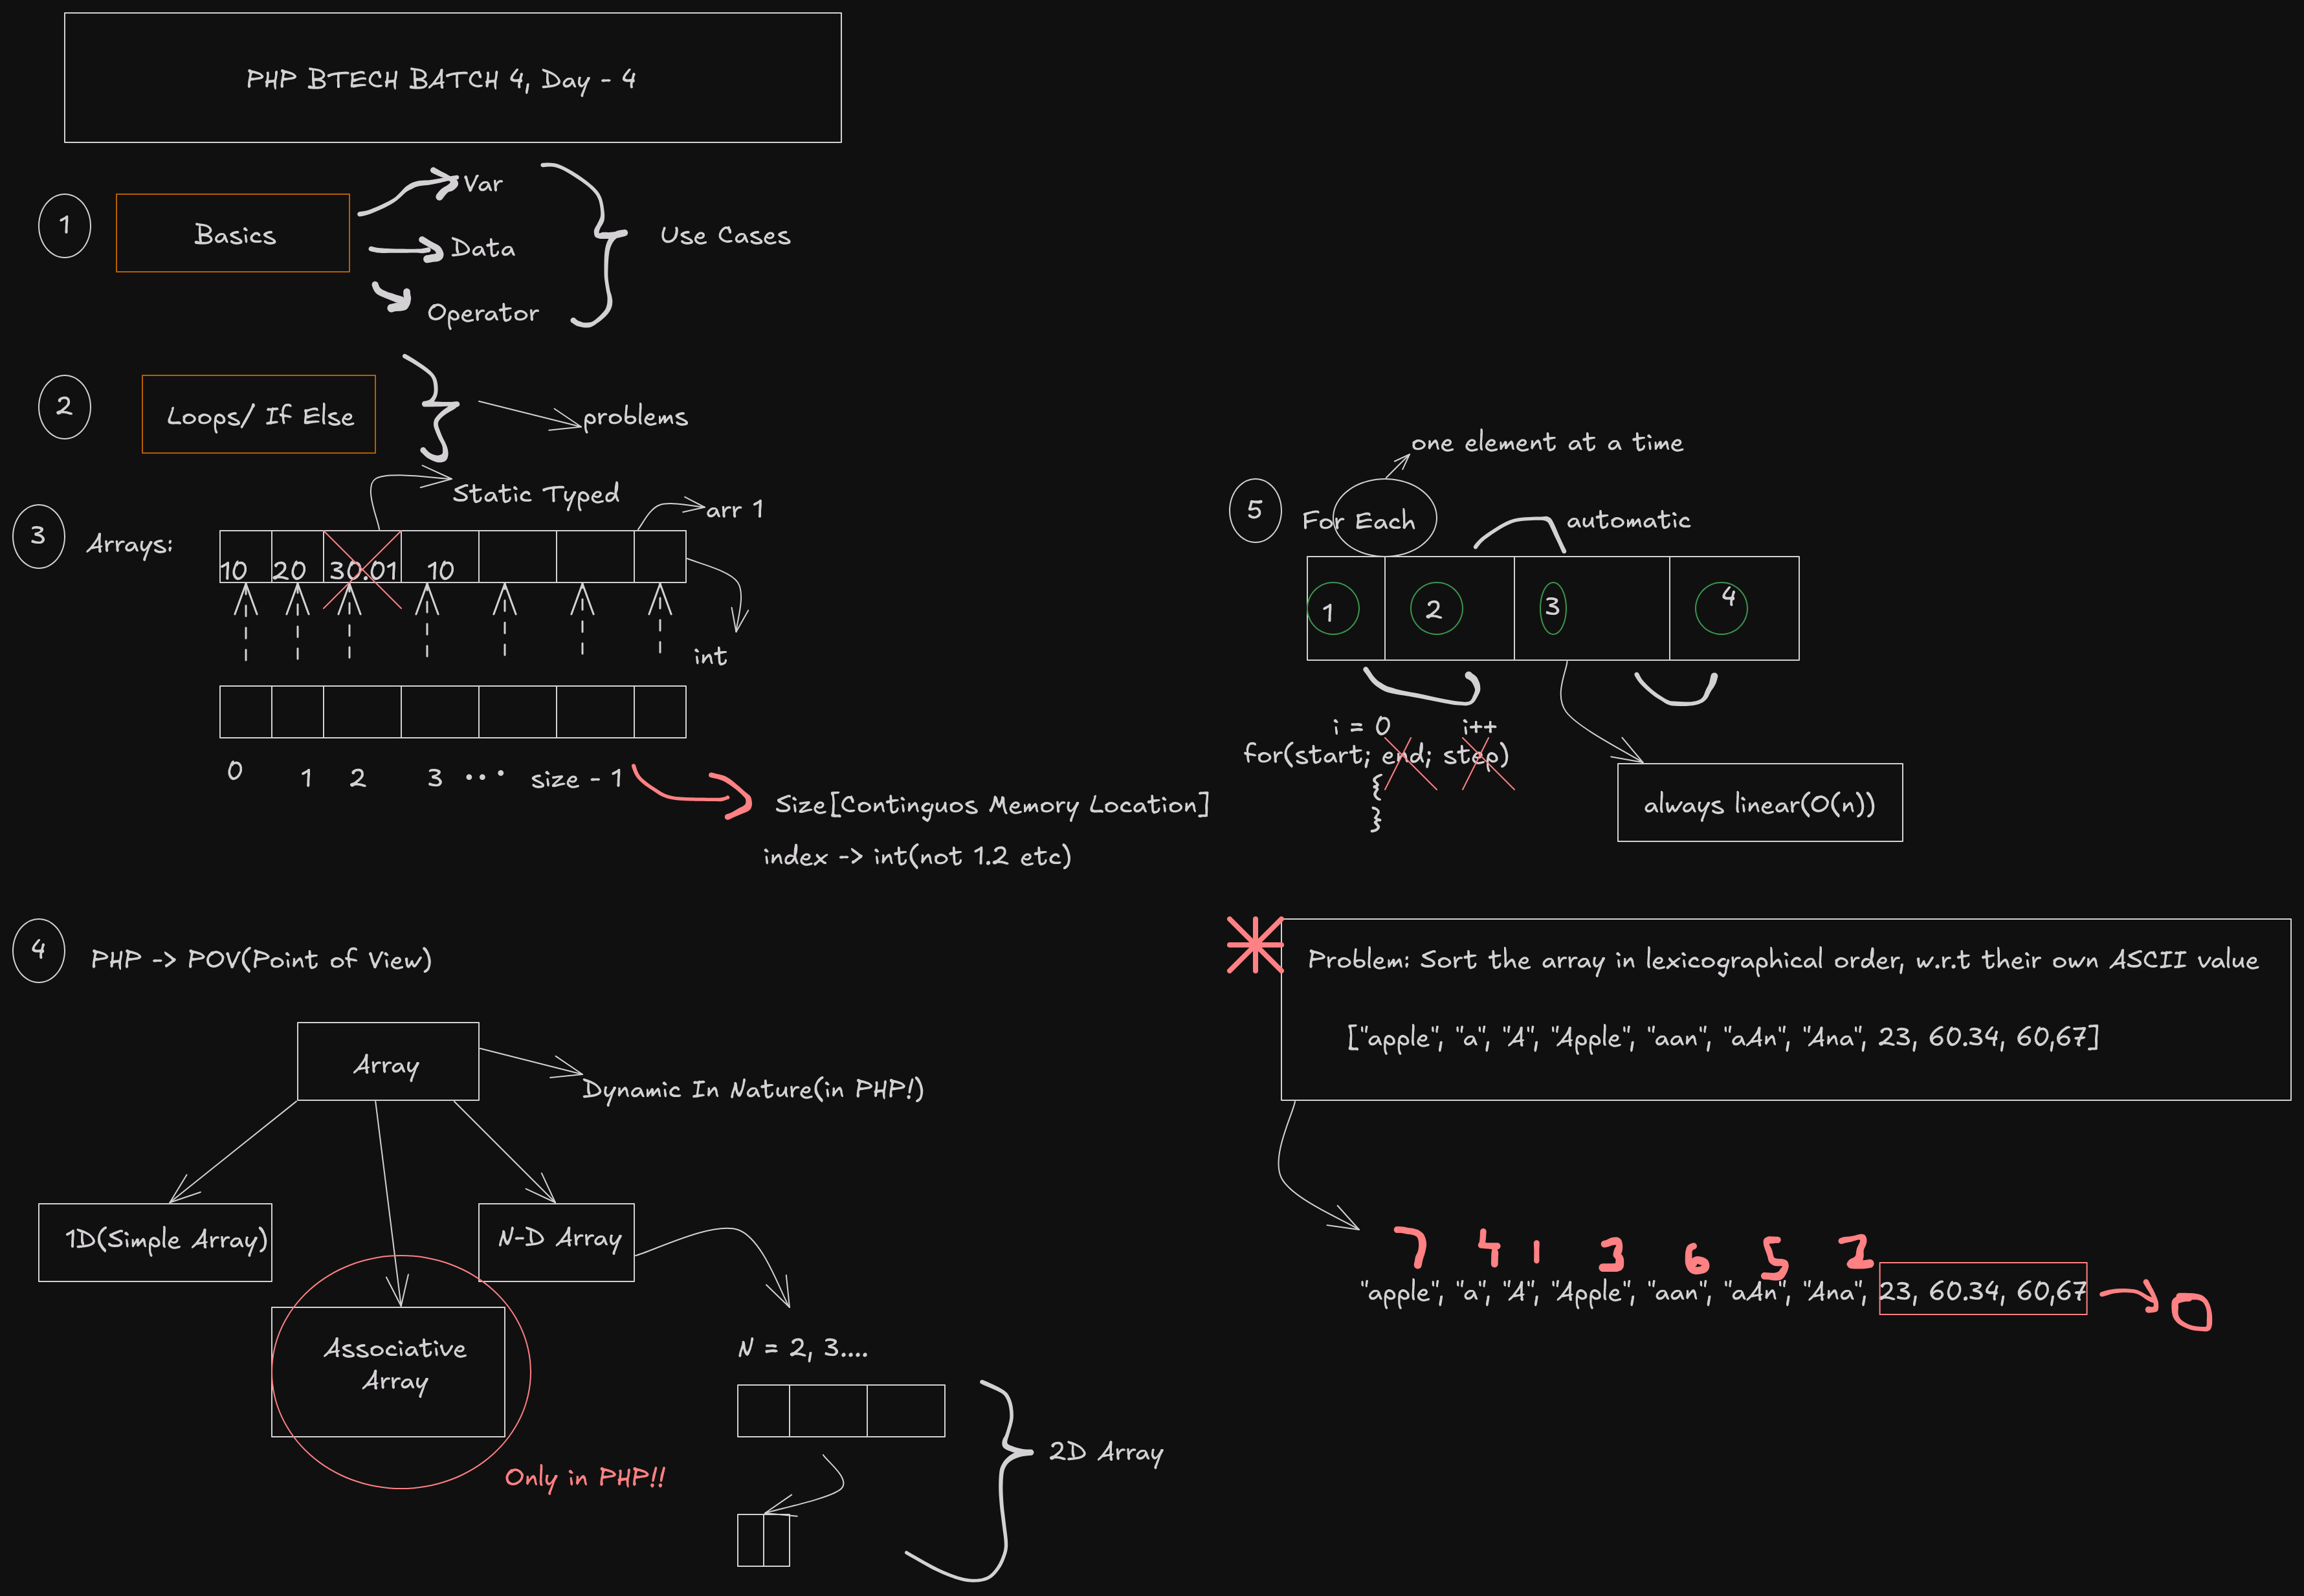 PHP BTECH BATCH 4, Day - 4
1
Basics
Var
Data
Operator
Use Cases
2
Loops/ If Else
problems
3
Arrays:
Static Typed
arr 1
10 20 30.01 10
int
0 1 2 3 ... size - 1
Size[Continguos Memory Location]
index -> int(not 1.2 etc)
4
PHP -> POV(Point of View)
Array
Dynamic In Nature(in PHP!)
1D(Simple Array)
N-D Array
Associative
Array
Only in PHP!!
N = 2, 3....
2D Array
5
For Each
one element at a time
automatic
1 2 3 4
i = 0 i++
for(start; end; step)
{
}
always linear(O(n))
Problem: Sort the array in lexicographical order, w.r.t their own ASCII value
["apple", "a", "A", "Apple", "aan", "aAn", "Ana", 23, 60.34, 60,67]
7 4 1 3 6 5 2
"apple", "a", "A", "Apple", "aan", "aAn", "Ana", 23, 60.34, 60,67
0